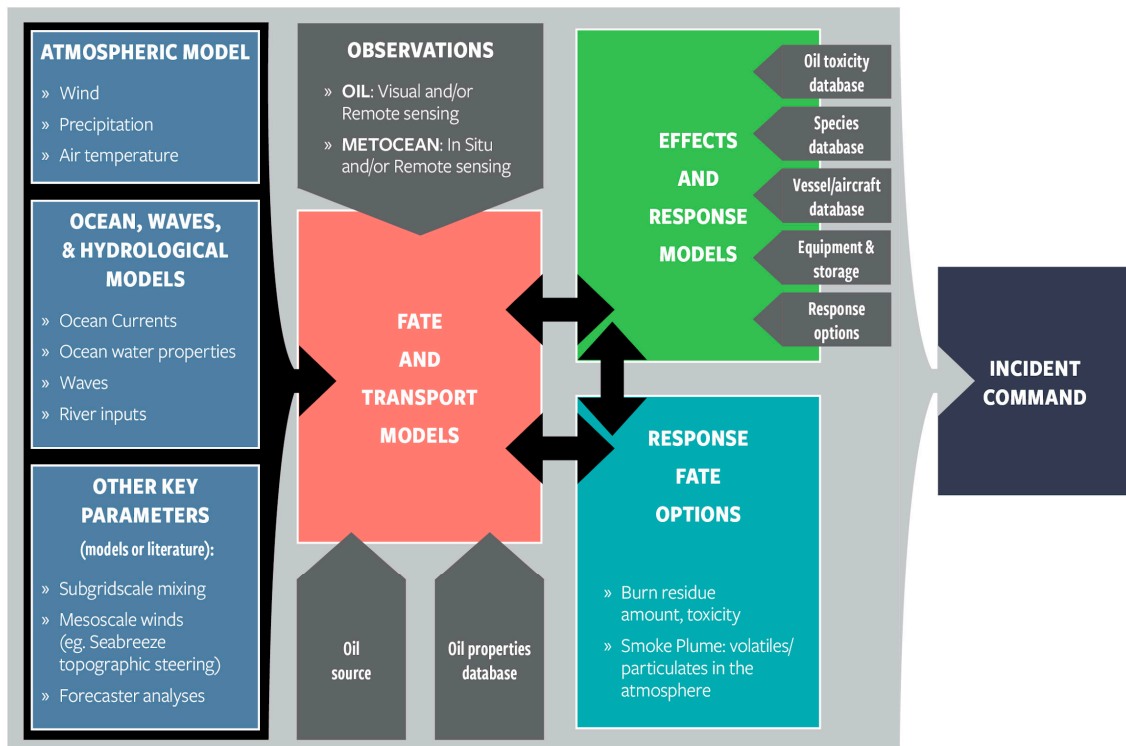 ATMOSPHERIC MODEL
» Wind
» Precipitation
» Air temperature
OCEAN, WAVES,
& HYDROLOGICAL
MODELS
» Ocean Currents
» Ocean water properties
» Waves
» River inputs
OTHER KEY
PARAMETERS
(models or literature):
» Subgridscale mixing
» Mesoscale winds
(eg. Seabreeze
topographic steering)
» Forecaster analyses
OBSERVATIONS
» OIL: Visual and/or
Remote sensing
» METOCEAN: In Situ
and/or Remote sensing
FATE
AND
TRANSPORT
MODELS
Oil
source
Oil properties
database
EFFECTS
AND
RESPONSE
MODELS
Oil toxicity
database
Species
database
Vessel/aircraft
database
Equipment &
storage
Response
options
RESPONSE
FATE
OPTIONS
» Burn residue
amount, toxicity
» Smoke Plume: volatiles/
particulates in the
atmosphere
INCIDENT
COMMAND